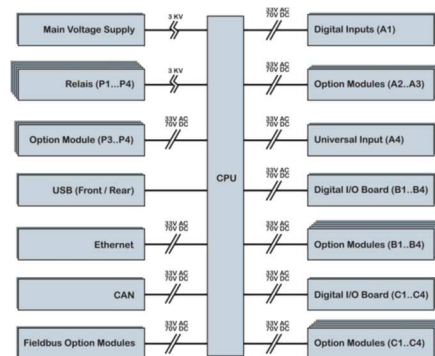 Main Voltage Supply
3 KV
33V AC
70V DC
Digital Inputs (A1)
Relais (P1...P4)
3 KV
33V AC
70V DC
Option Modules (A2..A3)
Option Module (P3..P4)
33V AC
70V DC
33V AC
70V DC
Universal Input (A4)
CPU
USB (Front / Rear)
33V AC
70V DC
Digital I/O Board (B1..B4)
Ethernet
33V AC
70V DC
33V AC
70V DC
Option Modules (B1..B4)
CAN
33V AC
70V DC
33V AC
70V DC
Digital I/O Board (C1..C4)
Fieldbus Option Modules
33V AC
70V DC
33V AC
70V DC
Option Modules (C1..C4)